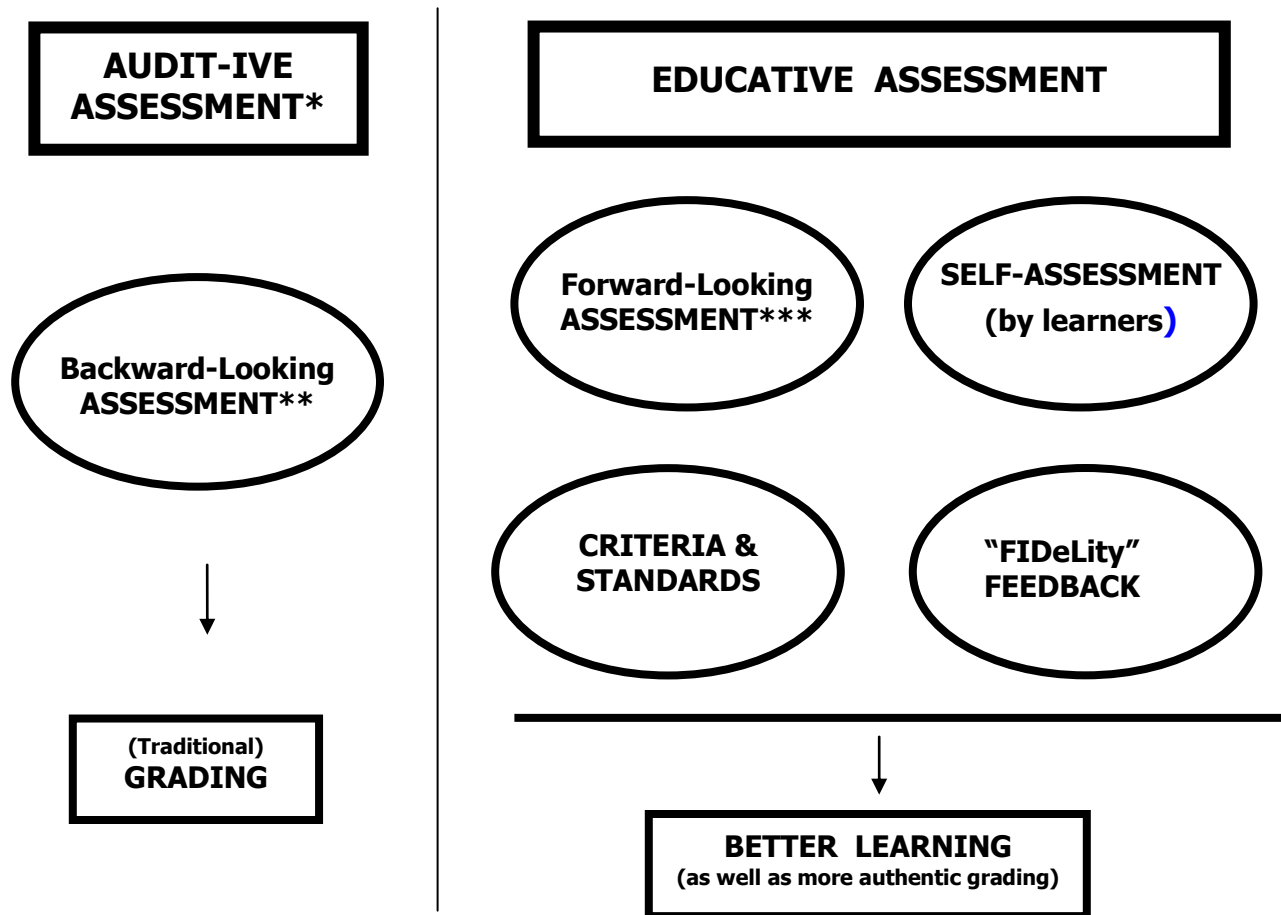 AUDIT-IVE
ASSESSMENT*
Backward-Looking
ASSESSMENT**
(Traditional)
GRADING
EDUCATIVE ASSESSMENT
Forward-Looking
ASSESSMENT***
SELF-ASSESSMENT
(by learners)
CRITERIA &
STANDARDS
“FIDeLity”
FEEDBACK
BETTER LEARNING
(as well as more authentic grading)